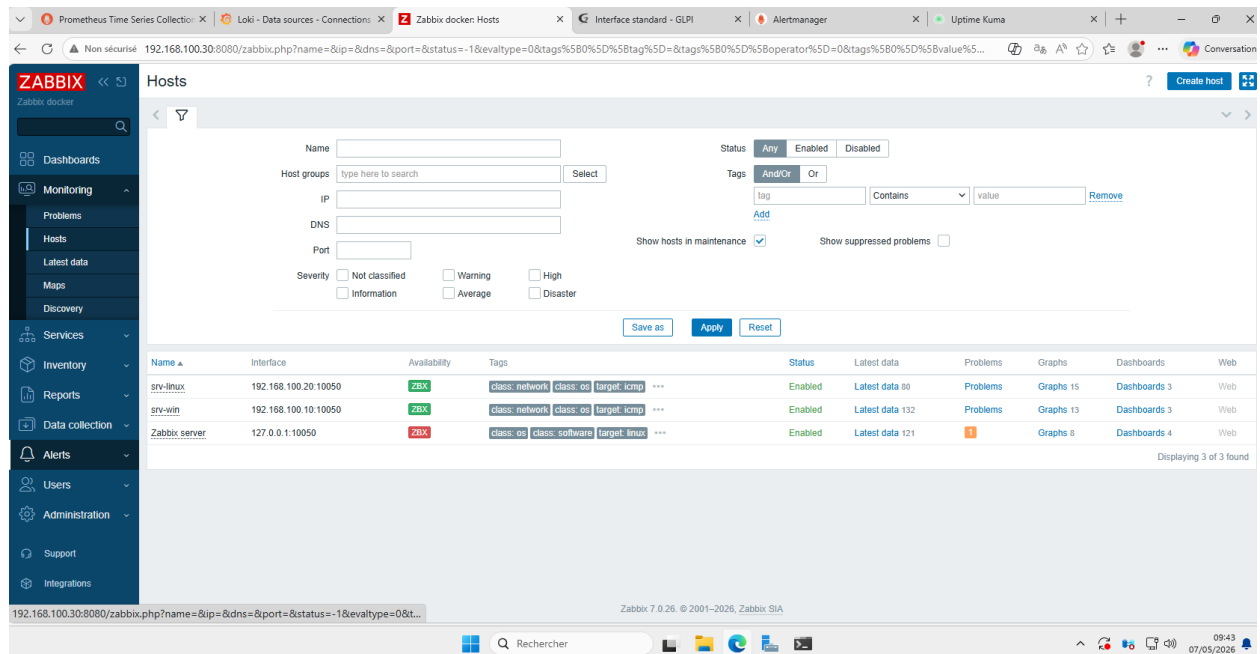 Prometheus Time Series Collection
Loki - Data sources - Connections
Zabbix docker: Hosts
Interface standard - GLPI
Alertmanager
Uptime Kuma
Non sécurisé 192.168.100.30:8080/zabbix.php?name=&ip=&dns=&port=&status=-1&evaltype=0&tags%5B0%5D%5Btag%5D=&tags%5B0%5D%5Boperator%5D=0&tags%5B0%5D%5Bvalue%5...
Conversation
ZABBIX
Zabbix docker
Dashboards
Monitoring
Problems
Hosts
Latest data
Maps
Discovery
Services
Inventory
Reports
Data collection
Alerts
Users
Administration
Support
Integrations
192.168.100.30:8080/zabbix.php?name=&ip=&dns=&port=&status=-1&evaltype=0&t...
Hosts
? Create host
Name
Host groups type here to search Select
IP
DNS
Port
Severity Not classified Warning High
Information Average Disaster
Status Any Enabled Disabled
Tags And/Or Or
tag Contains value Remove
Add
Show hosts in maintenance Show suppressed problems
Save as Apply Reset
Name Interface Availability Tags Status Latest data Problems Graphs Dashboards Web
srv-linux 192.168.100.20:10050 ZBX class: network class: os target: icmp Enabled Latest data 80 Problems Graphs 15 Dashboards 3 Web
srv-win 192.168.100.10:10050 ZBX class: network class: os target: icmp Enabled Latest data 132 Problems Graphs 13 Dashboards 3 Web
Zabbix server 127.0.0.1:10050 ZBX class: os class: software target: linux Enabled Latest data 121 1 Graphs 8 Dashboards 4 Web
Displaying 3 of 3 found
Zabbix 7.0.26. © 2001–2026, Zabbix SIA
Rechercher
09:43
07/05/2026